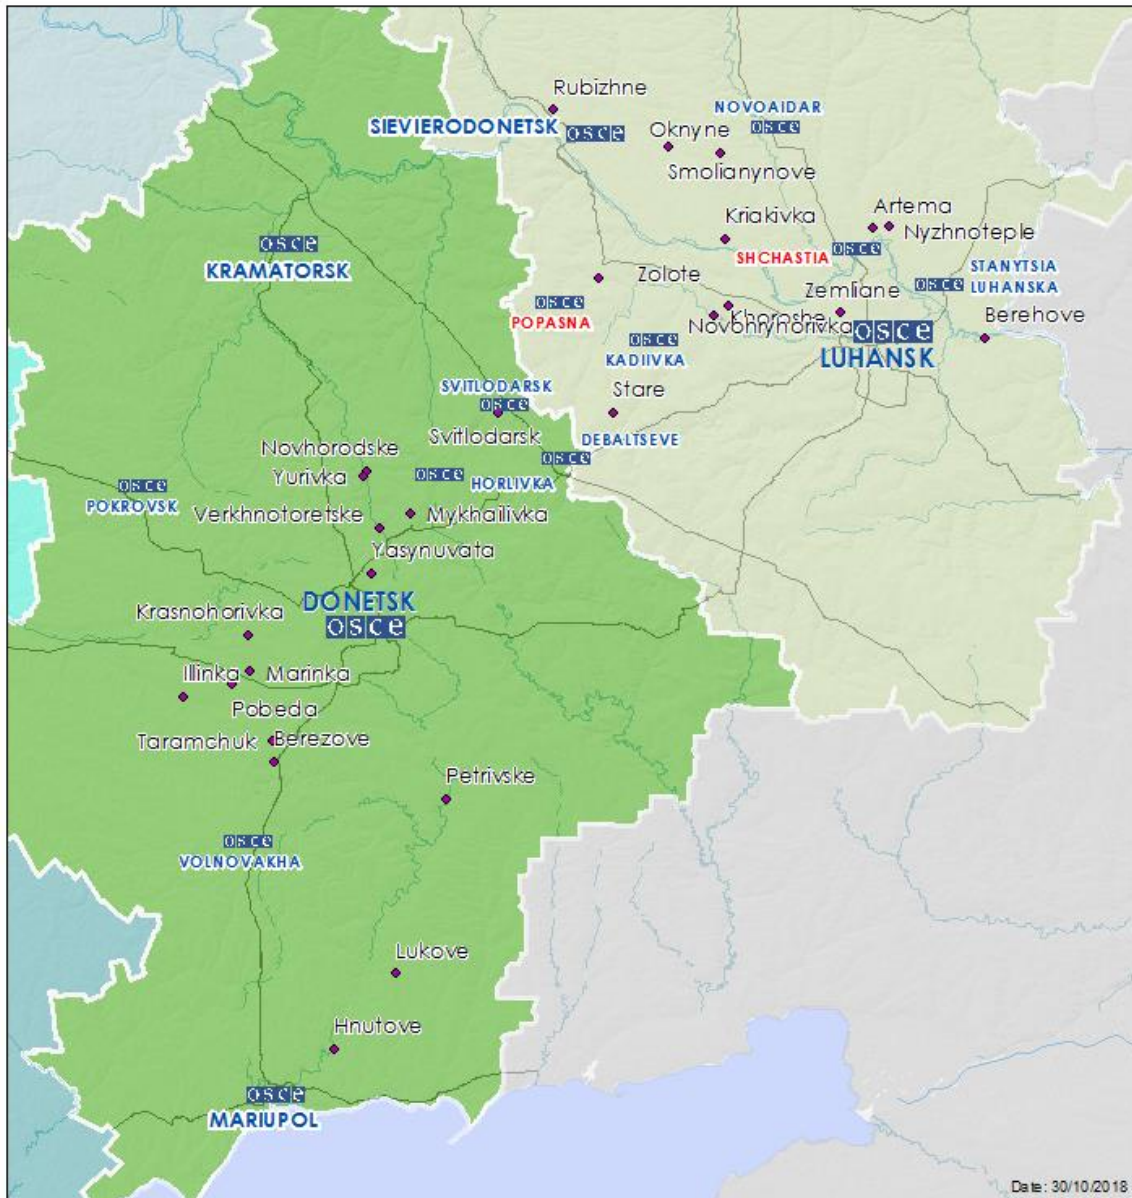 Rubizhne
NOVOAIDAR
osce
SIEVIERODONETSK
osce
Oknyne
Smolianynove
Artema
Kriakivka
Nyzhnoteple
osce
KRAMATORSK
SHCHASTIA
osce
STANYTSIA
LUHANSKA
osce
Zolote
Zemliane
osce
POPASNA
Khoroshe
Novohryhorivka
Berehove
osce
LUHANSK
osce
KADIIVKA
SVITLODARSK
osce
Stare
Svitlodarsk
DEBALTSEVE
osce
Novhorodske
Yurivka
osce
HORLIVKA
osce
POKROVSK
Verkhnotoretske
Mykhailivka
Yasynuvata
DONETSK
osce
Krasnohorivka
Illinka
Marinka
Pobeda
Taramchuk
Berezove
Petrivske
osce
VOLNOVAKHA
Lukove
Hnutove
osce
MARIUPOL
Date: 30/10/2018